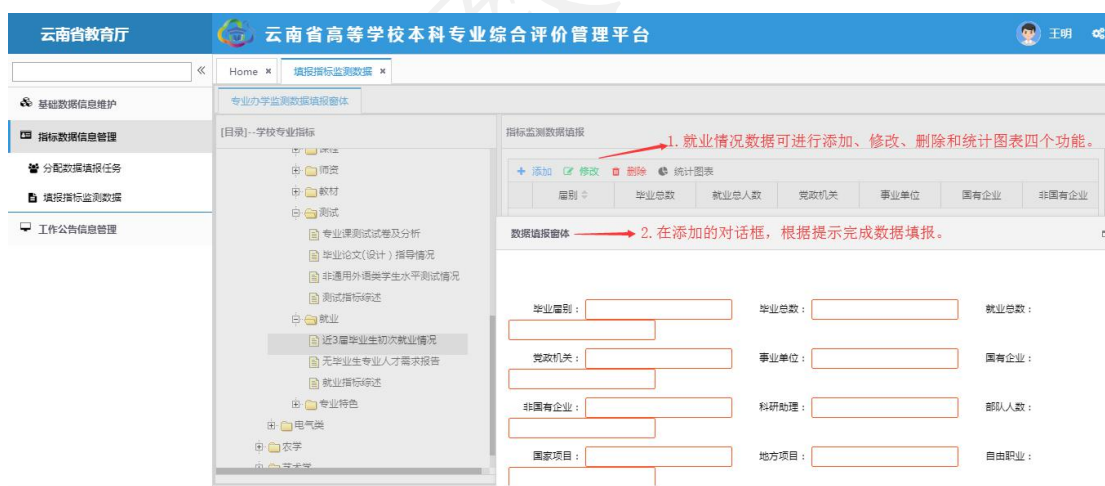 云南省教育厅
云南省高等学校本科专业综合评价管理平台
王明
Home ×
填报指标监测数据 ×
基础数据信息维护
指标数据信息管理
分配数据填报任务
填报指标监测数据
工作公告信息管理
专业办学监测数据填报窗体
[目录]--学校专业指标
师资
教材
测试
专业课测试试卷及分析
毕业论文(设计)指导情况
非通用外语类学生水平测试情况
测试指标综述
就业
近3届毕业生初次就业情况
无毕业生专业人才需求报告
就业指标综述
专业特色
电气类
农学
指标监测数据填报
1. 就业情况数据可进行添加、修改、删除和统计图表四个功能。
添加 修改 删除 统计图表
届别 毕业总数 就业总人数 党政机关 事业单位 国有企业 非国有企业
数据填报窗体
2. 在添加的对话框，根据提示完成数据填报。
毕业届别： 毕业总数： 就业总数：
党政机关： 事业单位： 国有企业：
非国有企业： 科研助理： 部队人数：
国家项目： 地方项目： 自由职业：